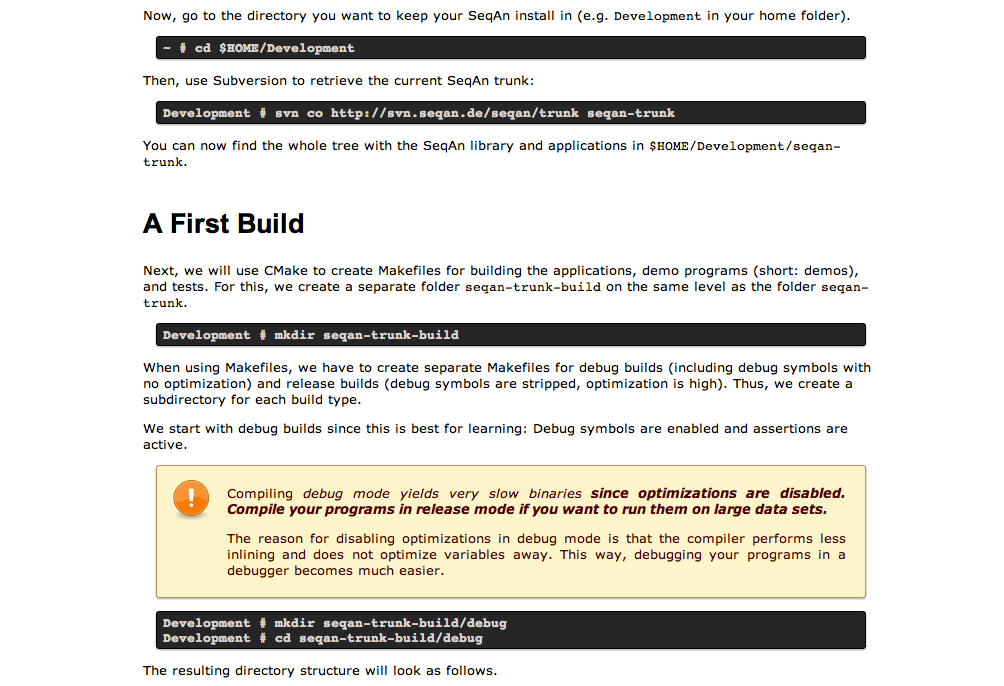 Now, go to the directory you want to keep your SeqAn install in (e.g. Development in your home folder).
~ # cd $HOME/Development
Then, use Subversion to retrieve the current SeqAn trunk:
Development # svn co http://svn.seqan.de/seqan/trunk seqan-trunk
You can now find the whole tree with the SeqAn library and applications in $HOME/Development/seqan-
trunk.
A First Build
Next, we will use CMake to create Makefiles for building the applications, demo programs (short: demos),
and tests. For this, we create a separate folder seqan-trunk-build on the same level as the folder seqan-
trunk.
Development # mkdir seqan-trunk-build
When using Makefiles, we have to create separate Makefiles for debug builds (including debug symbols with
no optimization) and release builds (debug symbols are stripped, optimization is high). Thus, we create a
subdirectory for each build type.
We start with debug builds since this is best for learning: Debug symbols are enabled and assertions are
active.
Compiling debug mode yields very slow binaries since optimizations are disabled.
Compile your programs in release mode if you want to run them on large data sets.
The reason for disabling optimizations in debug mode is that the compiler performs less
inlining and does not optimize variables away. This way, debugging your programs in a
debugger becomes much easier.
Development # mkdir seqan-trunk-build/debug
Development # cd seqan-trunk-build/debug
The resulting directory structure will look as follows.